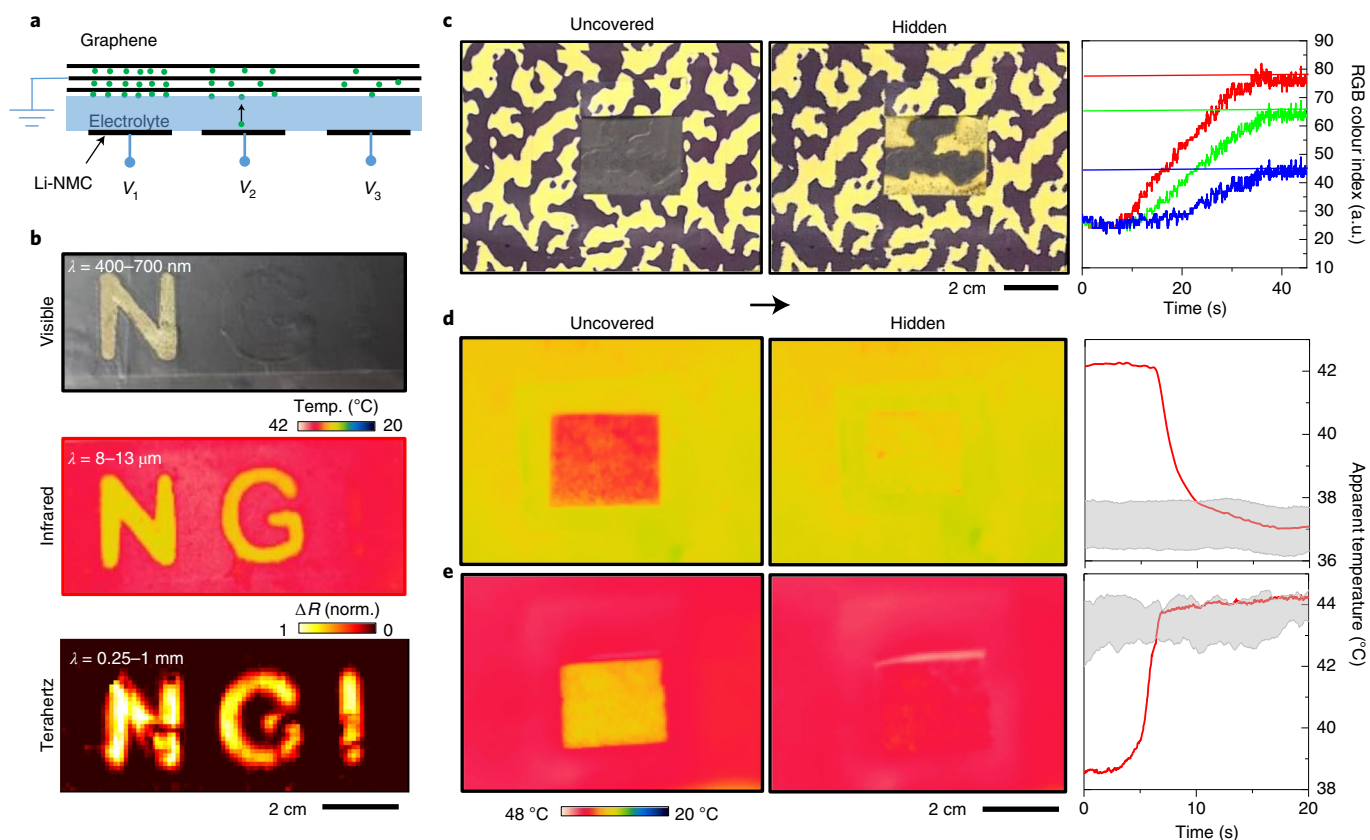 a
Graphene
Electrolyte
Li-NMC
V1
V2
V3
b
Visible
λ = 400–700 nm
N G
Temp. (°C)
42
20
Infrared
λ = 8–13 μm
N G
ΔR (norm.)
1
0
Terahertz
λ = 0.25–1 mm
N G !
2 cm
c
Uncovered
Hidden
2 cm
90
80
70
60
50
40
30
20
10
0
20
40
Time (s)
RGB colour index (a.u.)
d
Uncovered
Hidden
42
40
38
36
e
44
42
40
38
0
10
20
Time (s)
Apparent temperature (°C)
48 °C
20 °C
2 cm